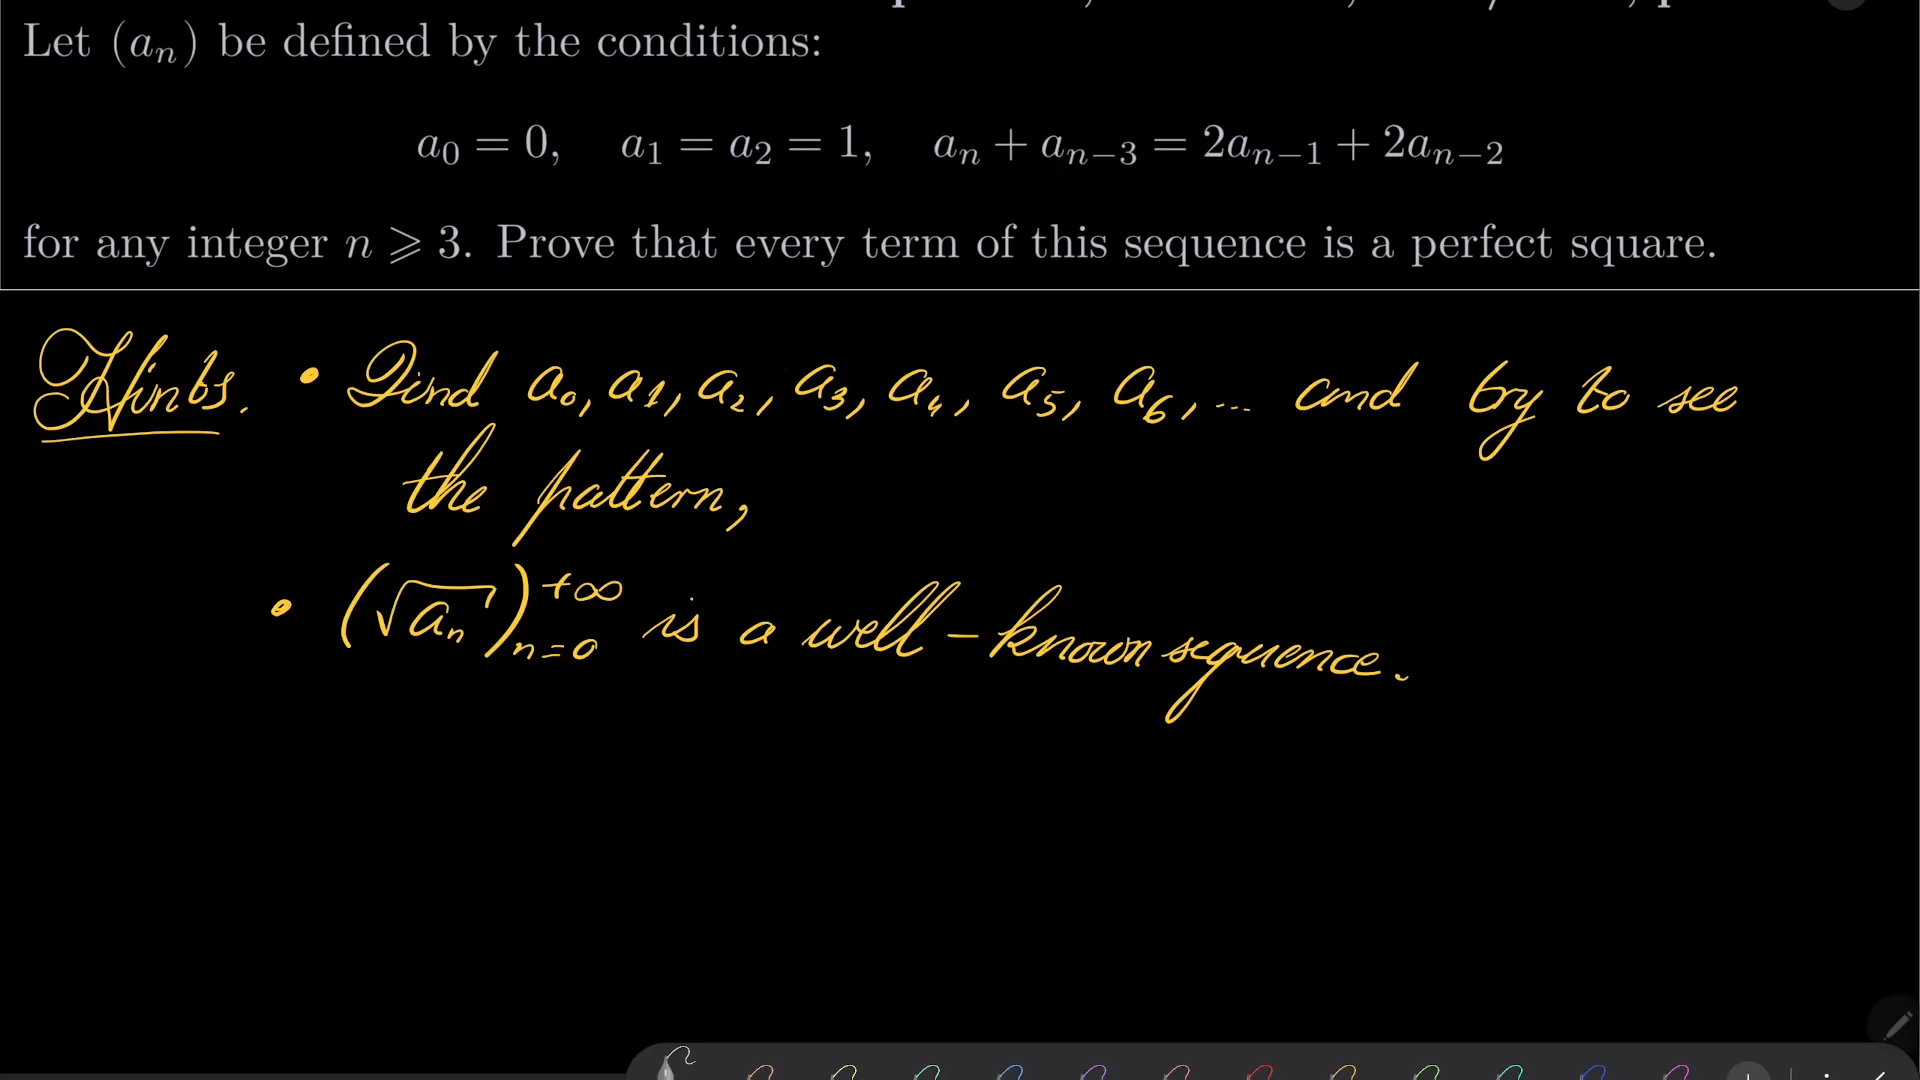 Let (aₙ) be defined by the conditions:
a₀ = 0, a₁ = a₂ = 1, aₙ + aₙ₋₃ = 2aₙ₋₁ + 2aₙ₋₂
for any integer n ⩾ 3. Prove that every term of this sequence is a perfect square.
Hints. • Find a₀, a₁, a₂, a₃, a₄, a₅, a₆, ... and try to see
the pattern,
• (√aₙ)ₙ₌₀⁺∞ is a well-known sequence.